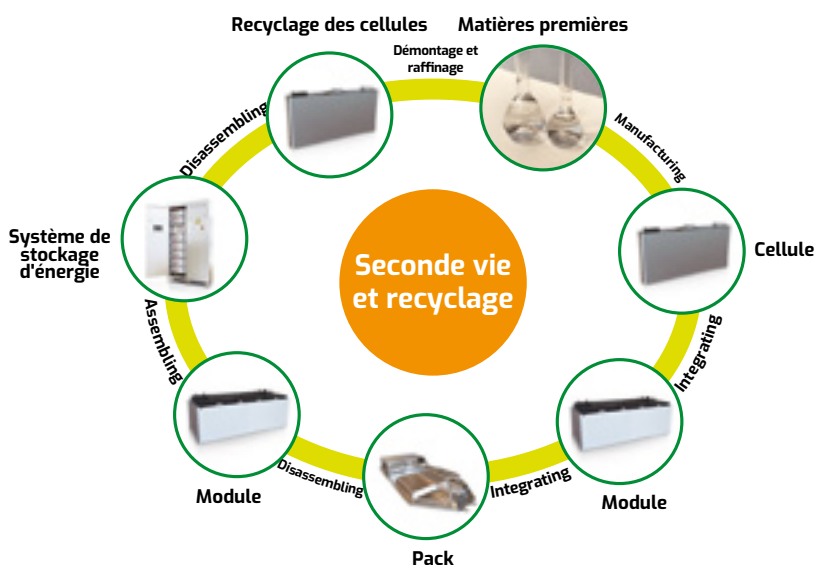 Recyclage des cellules
Matières premières
Démontage et
raffinage
Disassembling
Manufacturing
Système de
stockage
d'énergie
Seconde vie
et recyclage
Cellule
Assembling
Integrating
Module
Disassembling
Integrating
Module
Pack